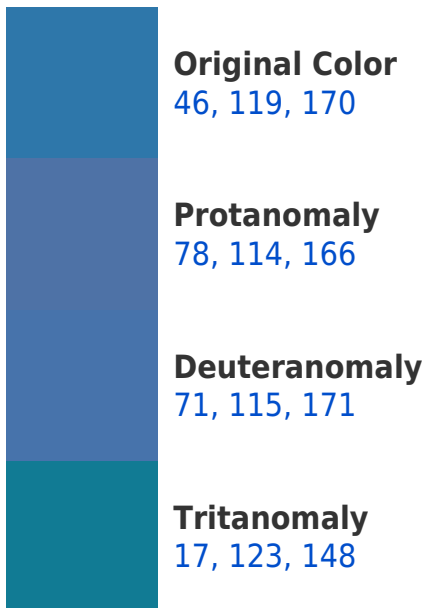 Original Color
46, 119, 170
Protanomaly
78, 114, 166
Deuteranomaly
71, 115, 171
Tritanomaly
17, 123, 148